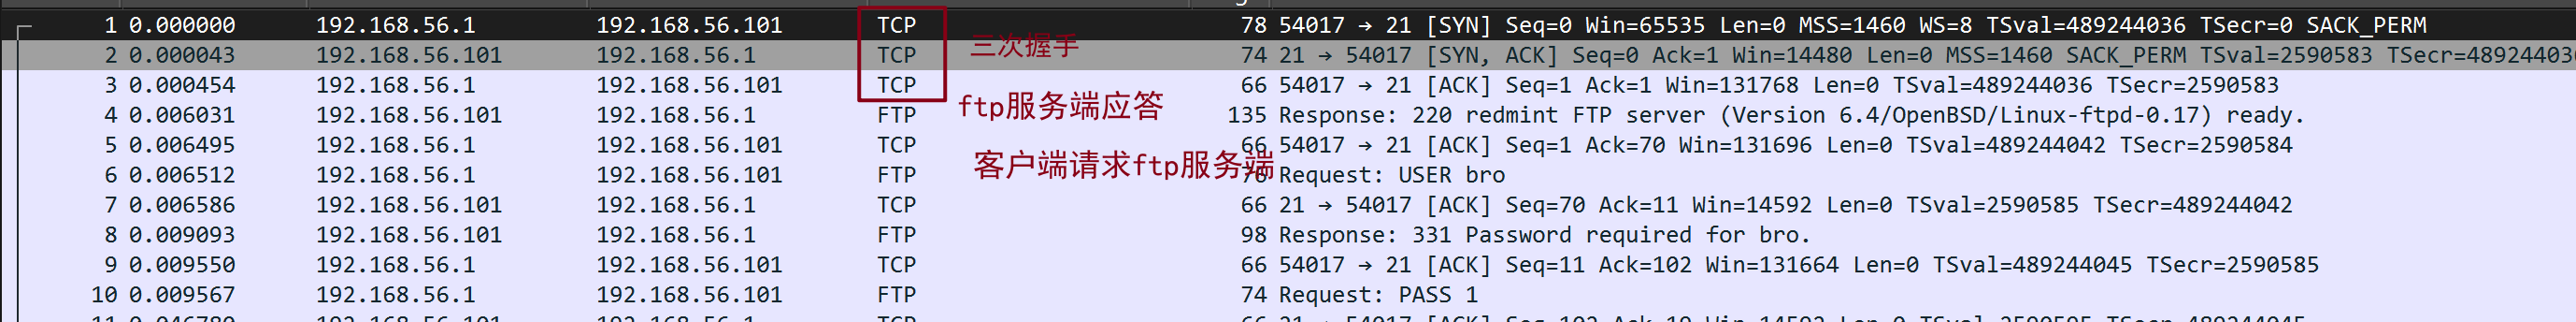 1 0.000000 192.168.56.1 192.168.56.101 TCP 78 54017 → 21 [SYN] Seq=0 Win=65535 Len=0 MSS=1460 WS=8 TSval=489244036 TSecr=0 SACK_PERM
三次握手
2 0.000043 192.168.56.101 192.168.56.1 TCP 74 21 → 54017 [SYN, ACK] Seq=0 Ack=1 Win=14480 Len=0 MSS=1460 SACK_PERM TSval=2590583 TSecr=48924403
3 0.000454 192.168.56.1 192.168.56.101 TCP 66 54017 → 21 [ACK] Seq=1 Ack=1 Win=131768 Len=0 TSval=489244036 TSecr=2590583
ftp服务端应答
4 0.006031 192.168.56.101 192.168.56.1 FTP 135 Response: 220 redmint FTP server (Version 6.4/OpenBSD/Linux-ftpd-0.17) ready.
5 0.006495 192.168.56.1 192.168.56.101 TCP 66 54017 → 21 [ACK] Seq=1 Ack=70 Win=131696 Len=0 TSval=489244042 TSecr=2590584
客户端请求ftp服务端
6 0.006512 192.168.56.1 192.168.56.101 FTP 76 Request: USER bro
7 0.006586 192.168.56.101 192.168.56.1 TCP 66 21 → 54017 [ACK] Seq=70 Ack=11 Win=14592 Len=0 TSval=2590585 TSecr=489244042
8 0.009093 192.168.56.101 192.168.56.1 FTP 98 Response: 331 Password required for bro.
9 0.009550 192.168.56.1 192.168.56.101 TCP 66 54017 → 21 [ACK] Seq=11 Ack=102 Win=131664 Len=0 TSval=489244045 TSecr=2590585
10 0.009567 192.168.56.1 192.168.56.101 FTP 74 Request: PASS 1